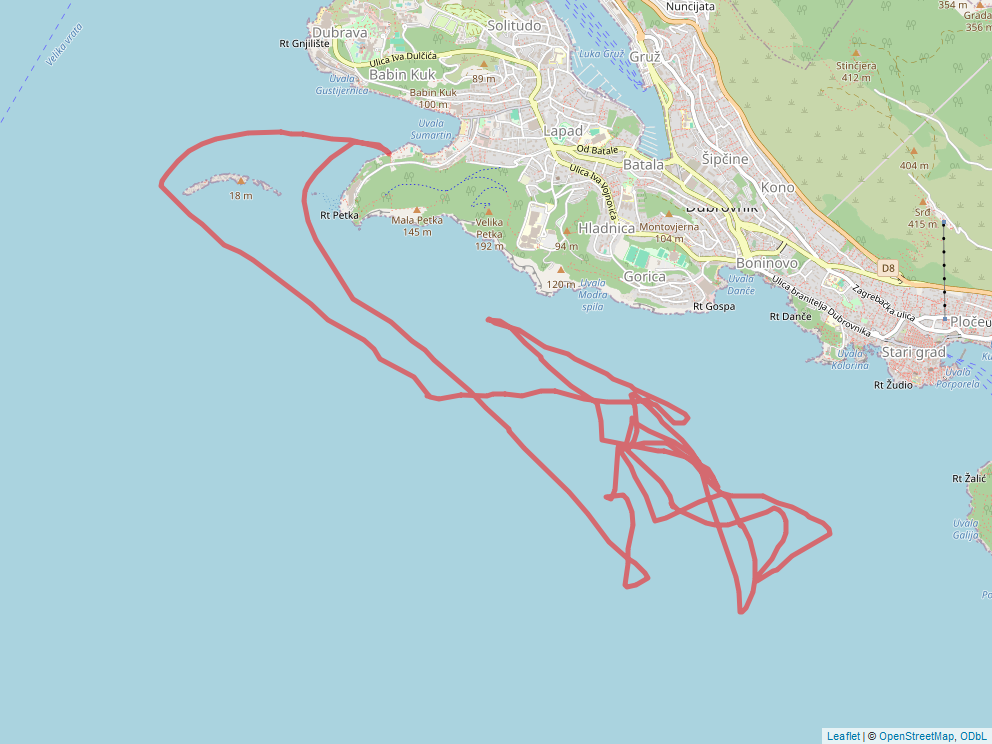 Nuncijata
354 m
Građa
356 m
Velika vrata
Solitudo
Dubrava
Rt Gnjilište
Luka Gruž
Gruž
Ulica Iva Dulčića
Babin Kuk
89 m
Stinčjera
412 m
Uvala
Gustijernica
Babin Kuk
100 m
Uvala
Sumartin
Lapad
Od Batale
Batala
Šipčine
404 m
Ulica Iva Vojnovića
Kono
18 m
Rt Petka
Mala Petka
145 m
Velika
Petka
192 m
Hladnica
Montovjerna
104 m
Dubrovnik
Srđ
415 m
94 m
Boninovo
D8
Gorica
120 m
Uvala
Modra
spila
Uvala
Danče
Ulica branitelja Dubrovnika
Zagrebačka ulica
Rt Gospa
Rt Danče
Ploče
Stari grad
Uvala
Kolorina
Rt Žudio
Uvala
Porporela
Rt Žalić
Uvala
Galija
Leaflet | © OpenStreetMap, ODbL